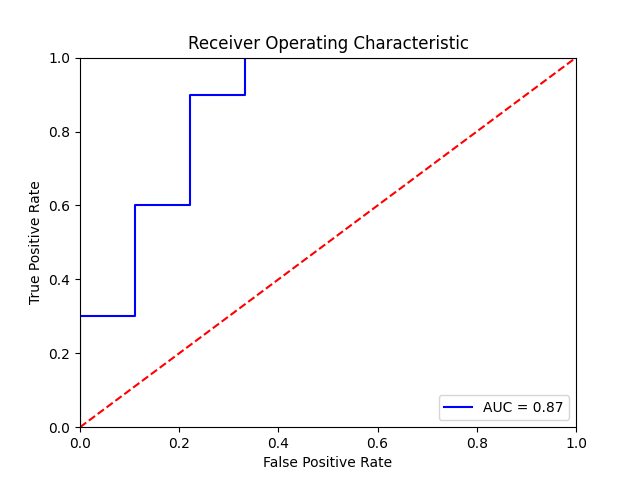 Receiver Operating Characteristic
True Positive Rate
1.0
0.8
0.6
0.4
0.2
0.0
AUC = 0.87
0.0 0.2 0.4 0.6 0.8 1.0
False Positive Rate